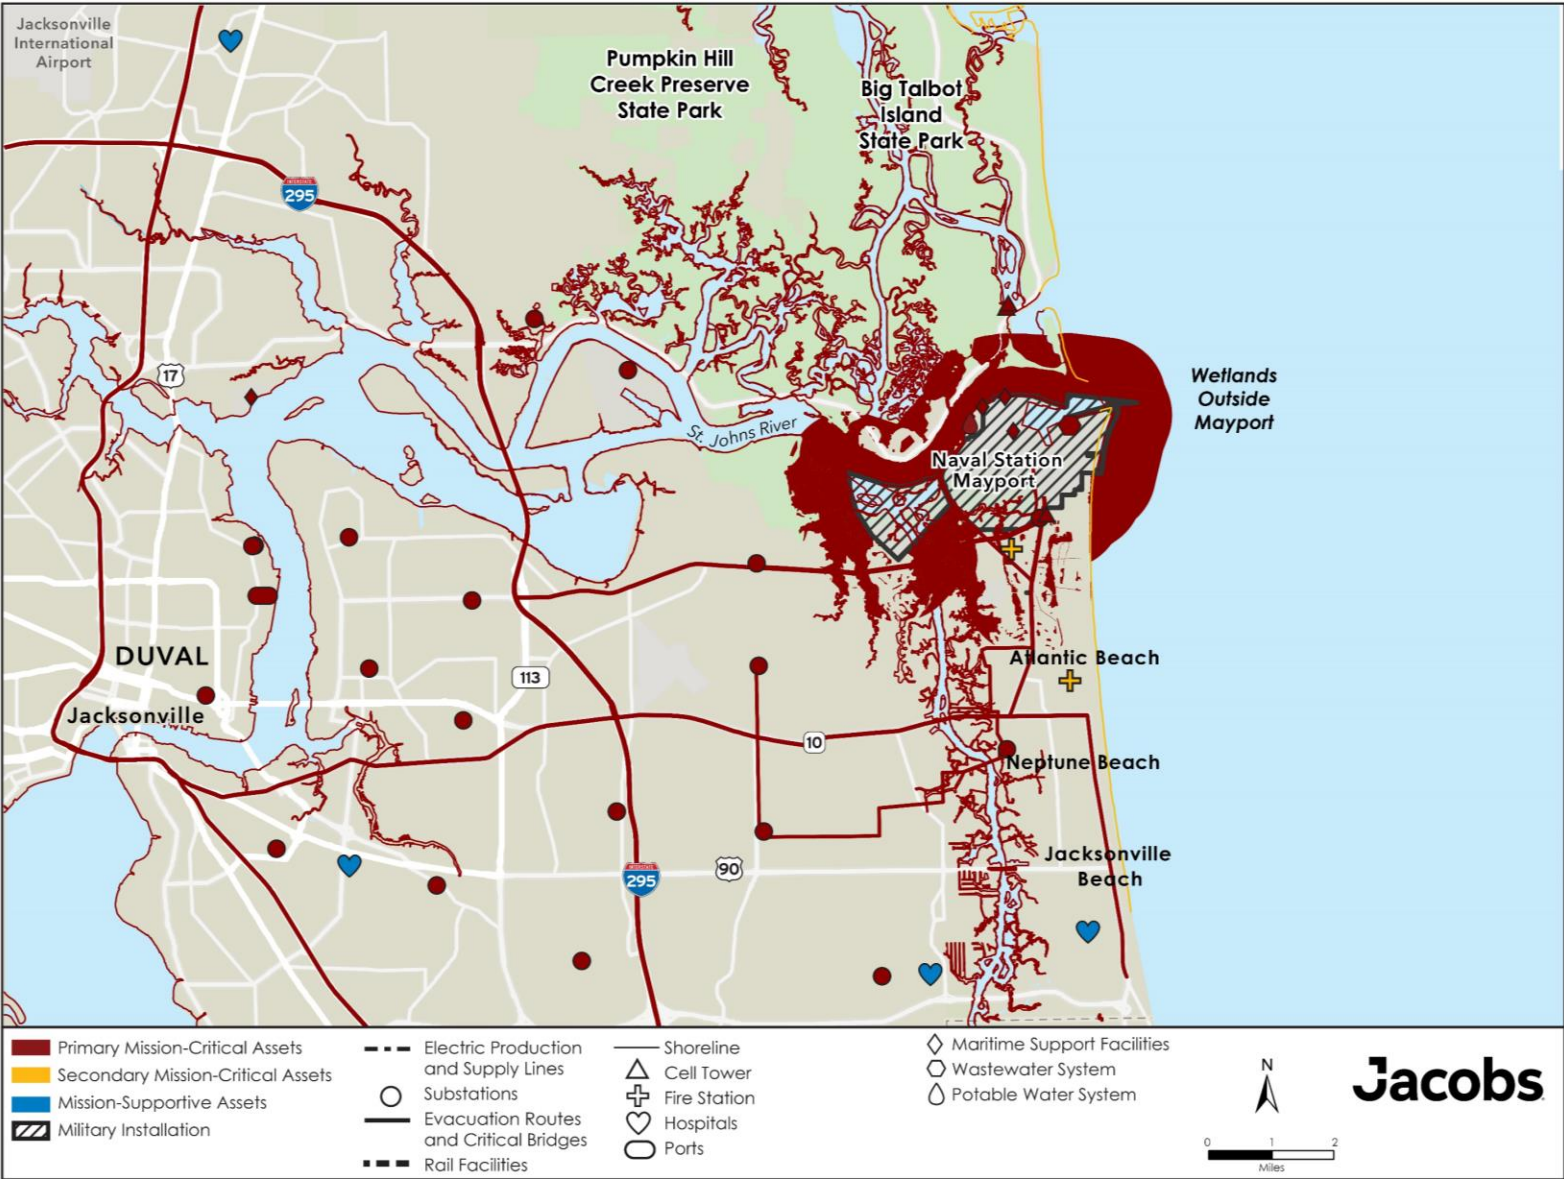 Jacksonville
International
Airport
Pumpkin Hill
Creek Preserve
State Park
Big Talbot
Island
State Park
INTERSTATE
295
17
Wetlands
Outside
Mayport
St. Johns River
Naval Station
Mayport
DUVAL
Jacksonville
113
Atlantic Beach
10
Neptune Beach
Jacksonville
Beach
INTERSTATE
295
90
Primary Mission-Critical Assets
Secondary Mission-Critical Assets
Mission-Supportive Assets
Military Installation
Electric Production
and Supply Lines
Substations
Evacuation Routes
and Critical Bridges
Rail Facilities
Shoreline
Cell Tower
Fire Station
Hospitals
Ports
Maritime Support Facilities
Wastewater System
Potable Water System
N
0 1 2
Miles
Jacobs